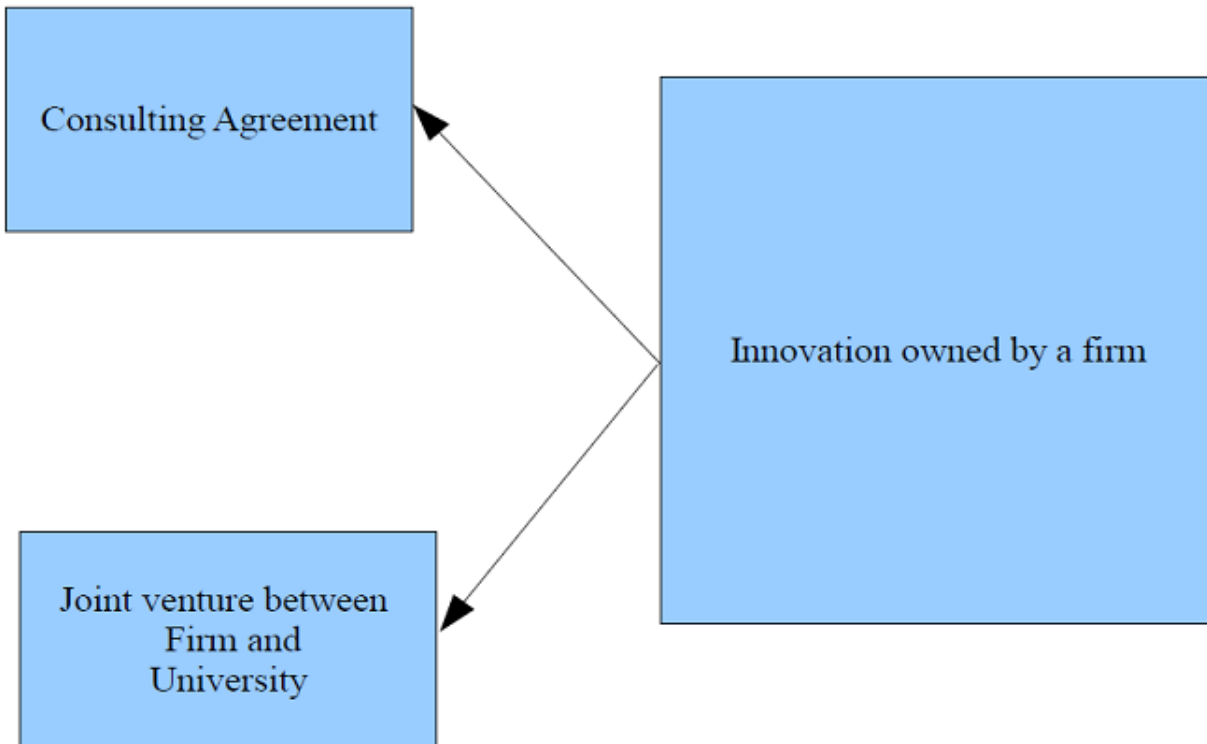 Consulting Agreement
Innovation owned by a firm
Joint venture between
Firm and
University